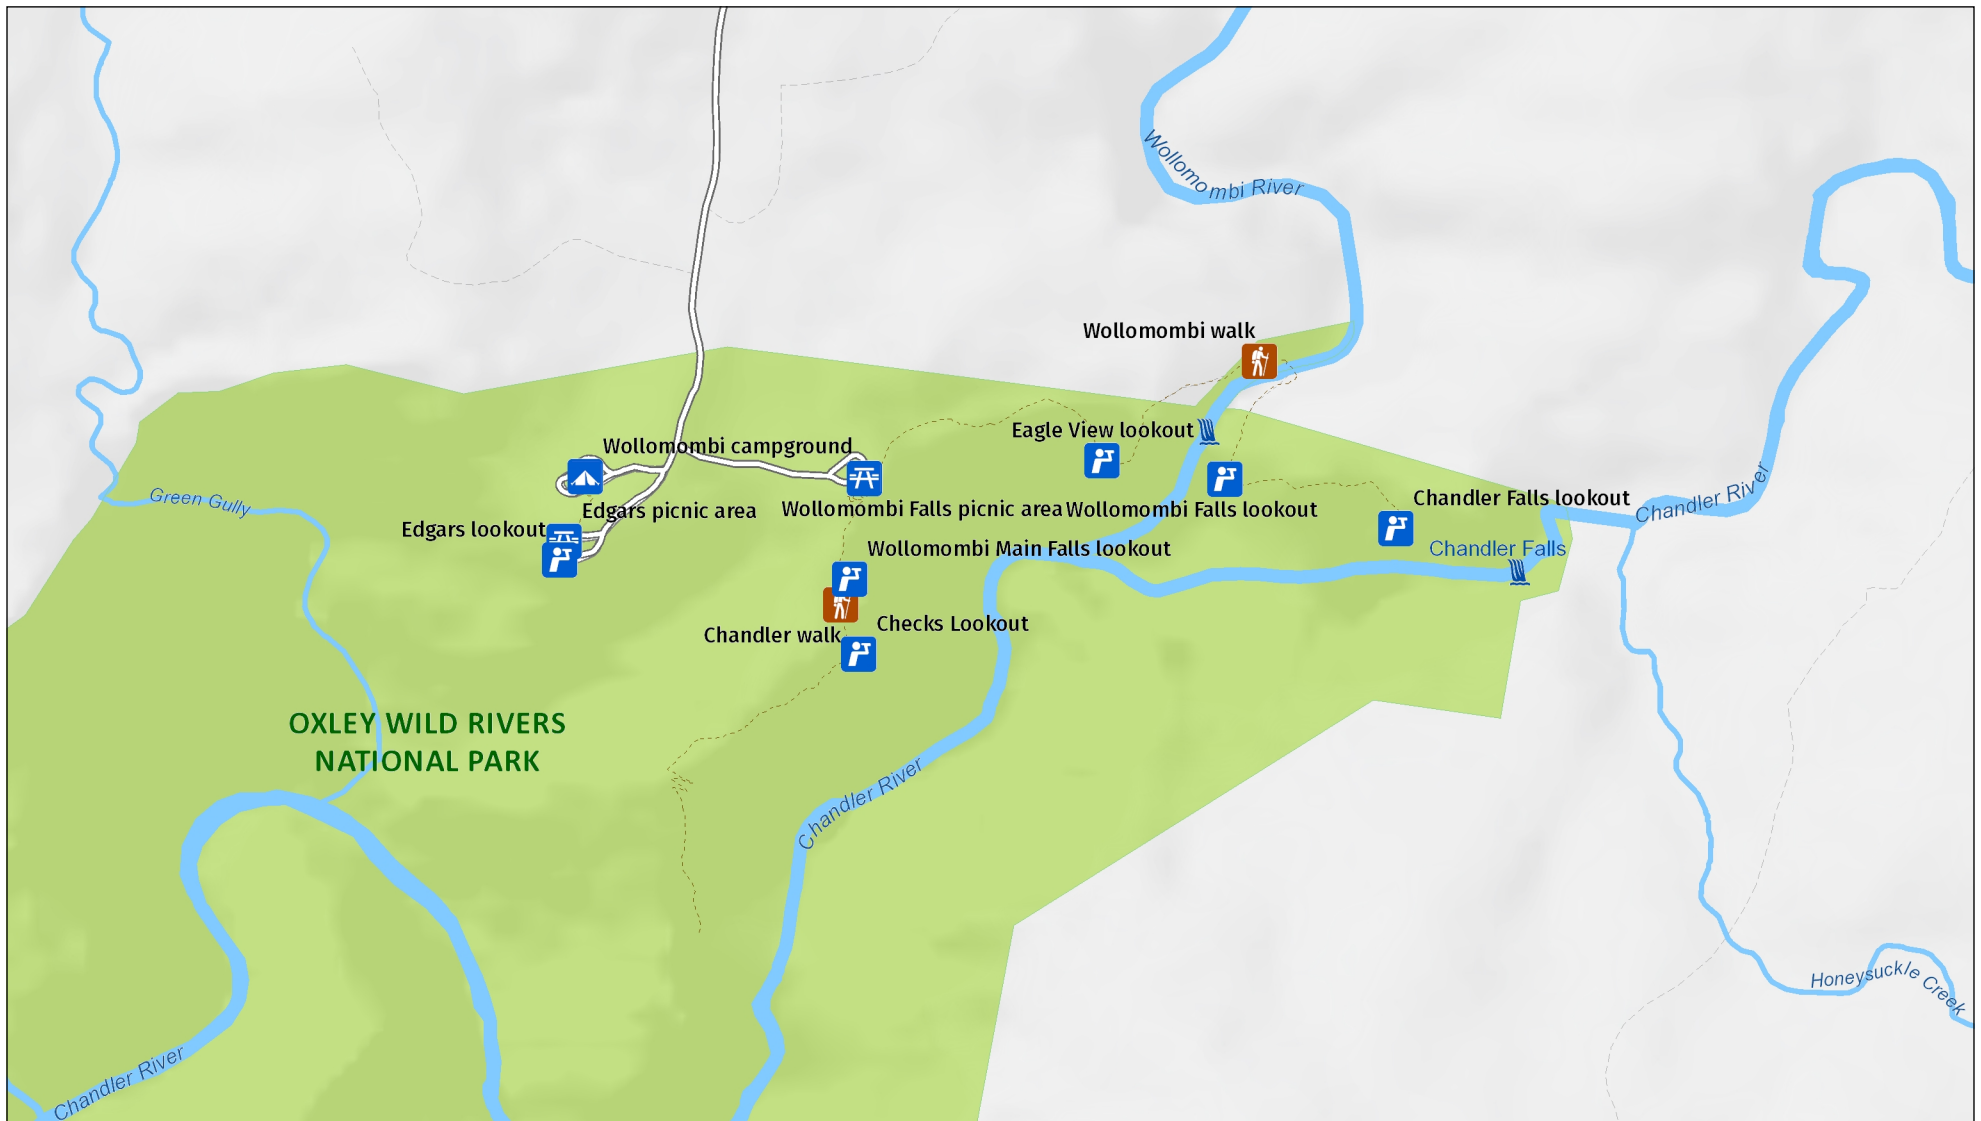 Wollomombi River
Wollomombi walk
Eagle View lookout
Wollomombi campground
Green Gully
Edgars picnic area
Edgars lookout
Wollomombi Falls picnic area
Wollomombi Falls lookout
Chandler Falls lookout
Chandler River
Wollomombi Main Falls lookout
Chandler Falls
Checks Lookout
Chandler walk
OXLEY WILD RIVERS
NATIONAL PARK
Chandler River
Honeysuckle Creek
Chandler River